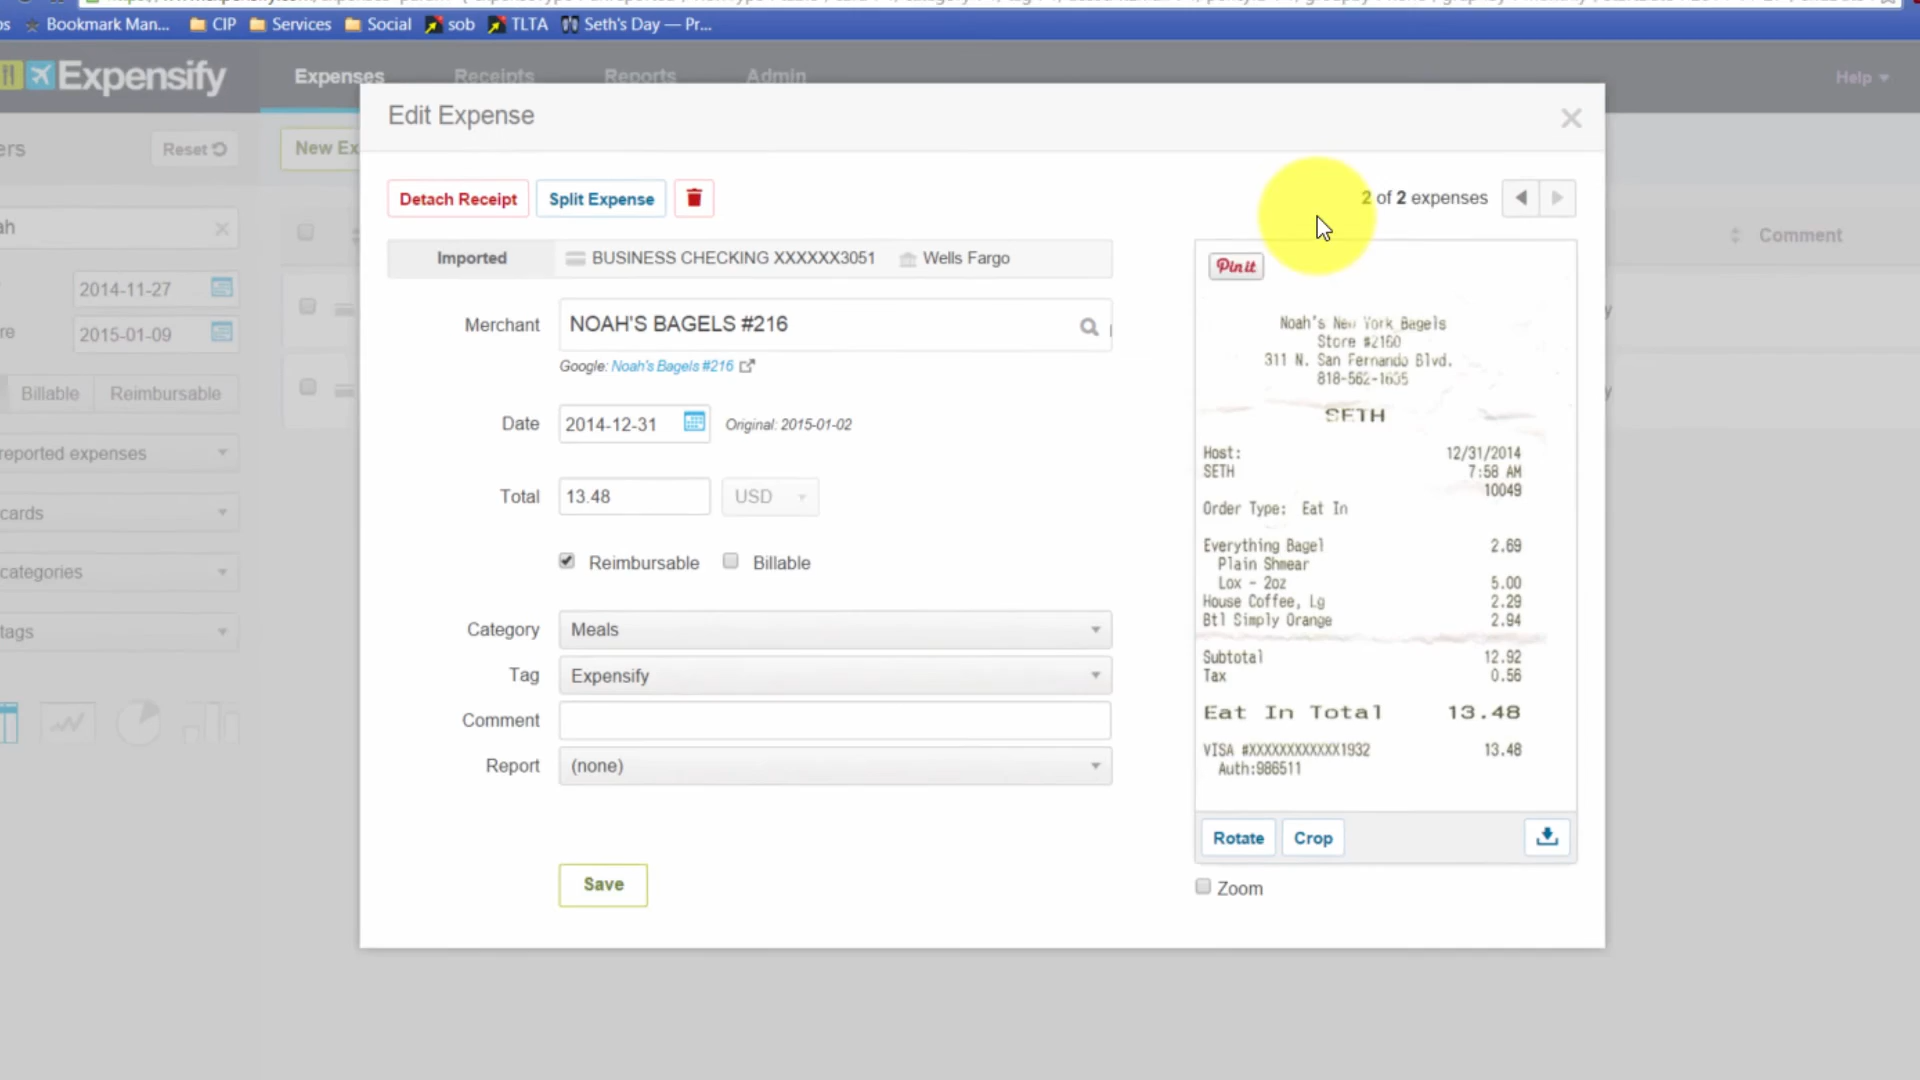 Bookmark Man... CIP Services Social sob TLTA Seth's Day — Pr...
Expensify Expenses Receipts Reports Admin Help
Edit Expense
ers Reset New Ex
Detach Receipt Split Expense 2 of 2 expenses
ah
Comment
Imported BUSINESS CHECKING XXXXXX3051 Wells Fargo
Pin it
2014-11-27
re 2015-01-09
Merchant NOAH'S BAGELS #216
Google: Noah's Bagels #216
Billable Reimbursable
Date 2014-12-31 Original: 2015-01-02
reported expenses
Total 13.48 USD
cards
Reimbursable Billable
categories
Category Meals
tags
Tag Expensify
Comment
Report (none)
Save
Noah's New York Bagels
Store #2160
311 N. San Fernando Blvd.
818-562-1635
SETH
Host: 12/31/2014
SETH 7:58 AM
10049
Order Type: Eat In
Everything Bagel 2.69
Plain Shmear
Lox - 2oz 5.00
House Coffee, Lg 2.29
Btl Simply Orange 2.94
Subtotal 12.92
Tax 0.56
Eat In Total 13.48
VISA #XXXXXXXXXXXX1932 13.48
Auth:986511
Rotate Crop
Zoom